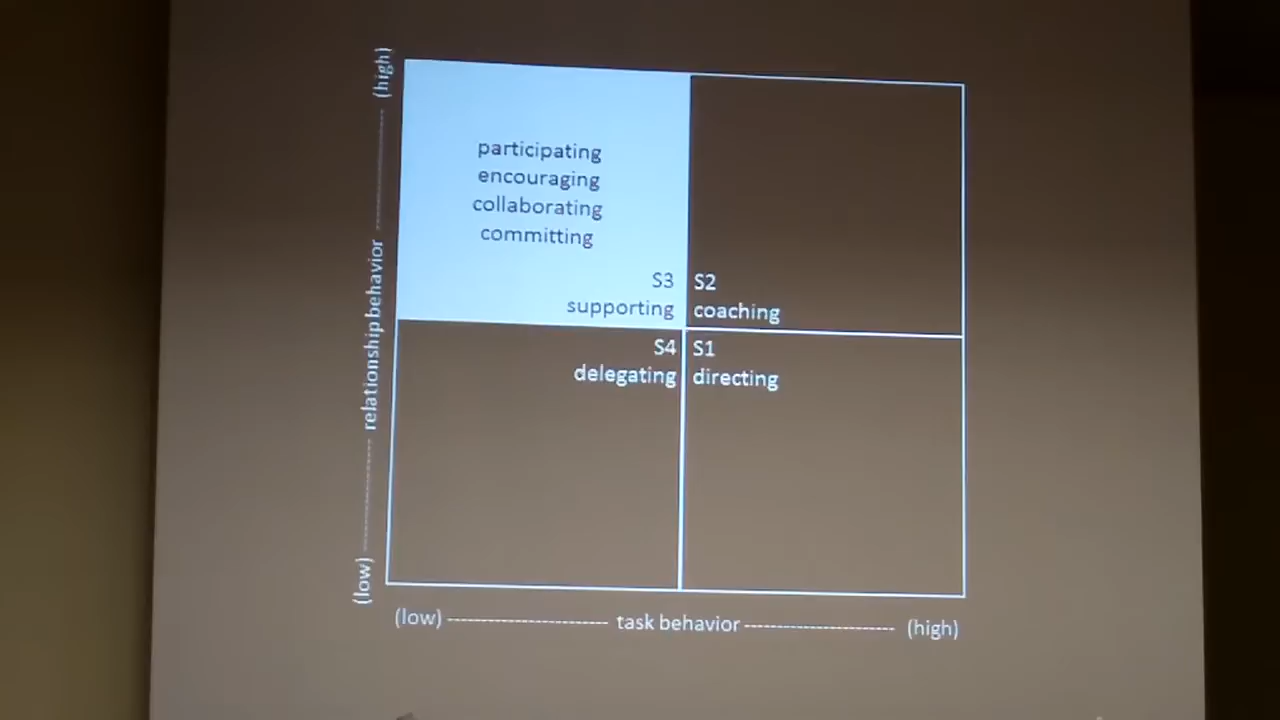 (high)
relationship behavior
(low)
participating
encouraging
collaborating
committing
S3
supporting
S2
coaching
S4
delegating
S1
directing
(low) task behavior (high)